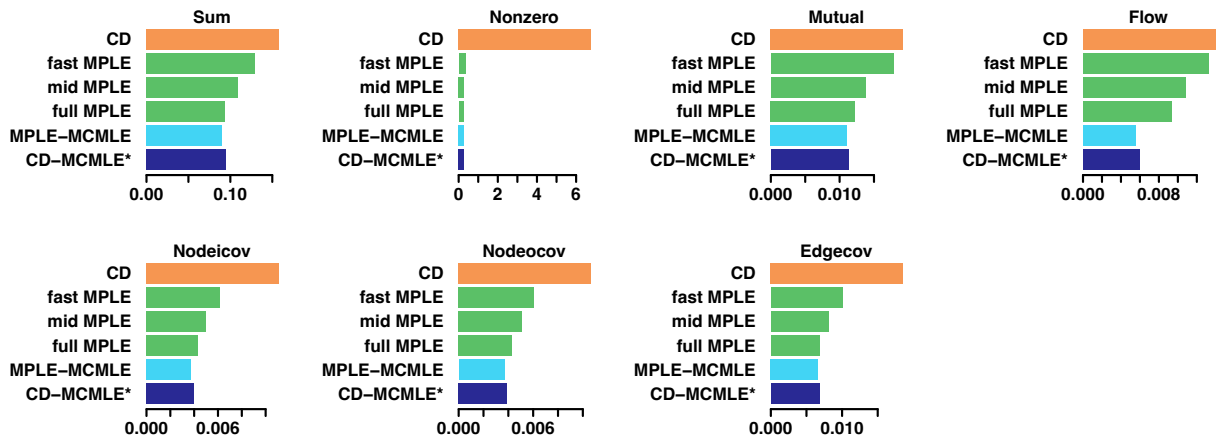 Sum
CD
fast MPLE
mid MPLE
full MPLE
MPLE−MCMLE
CD−MCMLE*
0.00 0.10
Nonzero
CD
fast MPLE
mid MPLE
full MPLE
MPLE−MCMLE
CD−MCMLE*
0 2 4 6
Mutual
CD
fast MPLE
mid MPLE
full MPLE
MPLE−MCMLE
CD−MCMLE*
0.000 0.010
Flow
CD
fast MPLE
mid MPLE
full MPLE
MPLE−MCMLE
CD−MCMLE*
0.000 0.008
Nodeicov
CD
fast MPLE
mid MPLE
full MPLE
MPLE−MCMLE
CD−MCMLE*
0.000 0.006
Nodeocov
CD
fast MPLE
mid MPLE
full MPLE
MPLE−MCMLE
CD−MCMLE*
0.000 0.006
Edgecov
CD
fast MPLE
mid MPLE
full MPLE
MPLE−MCMLE
CD−MCMLE*
0.000 0.010